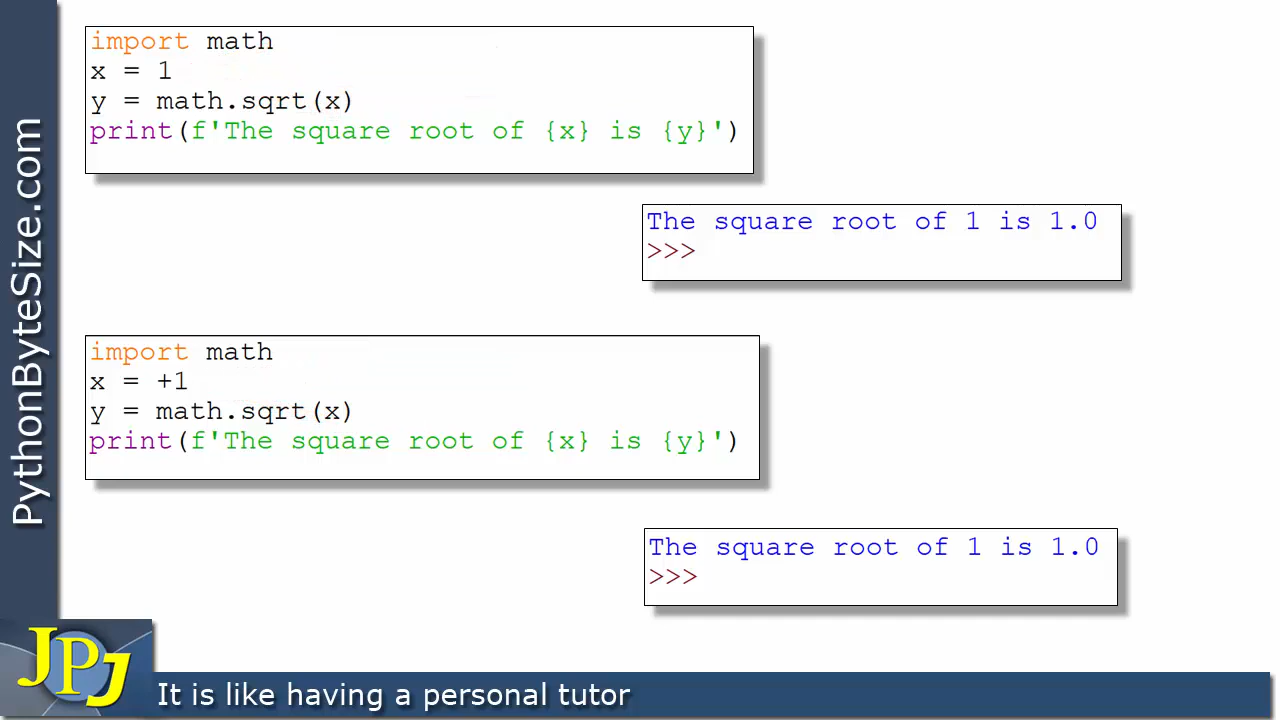 import math
x = 1
y = math.sqrt(x)
print(f'The square root of {x} is {y}')
The square root of 1 is 1.0
>>>
import math
x = +1
y = math.sqrt(x)
print(f'The square root of {x} is {y}')
The square root of 1 is 1.0
>>>
PythonByteSize.com
JPJ
It is like having a personal tutor